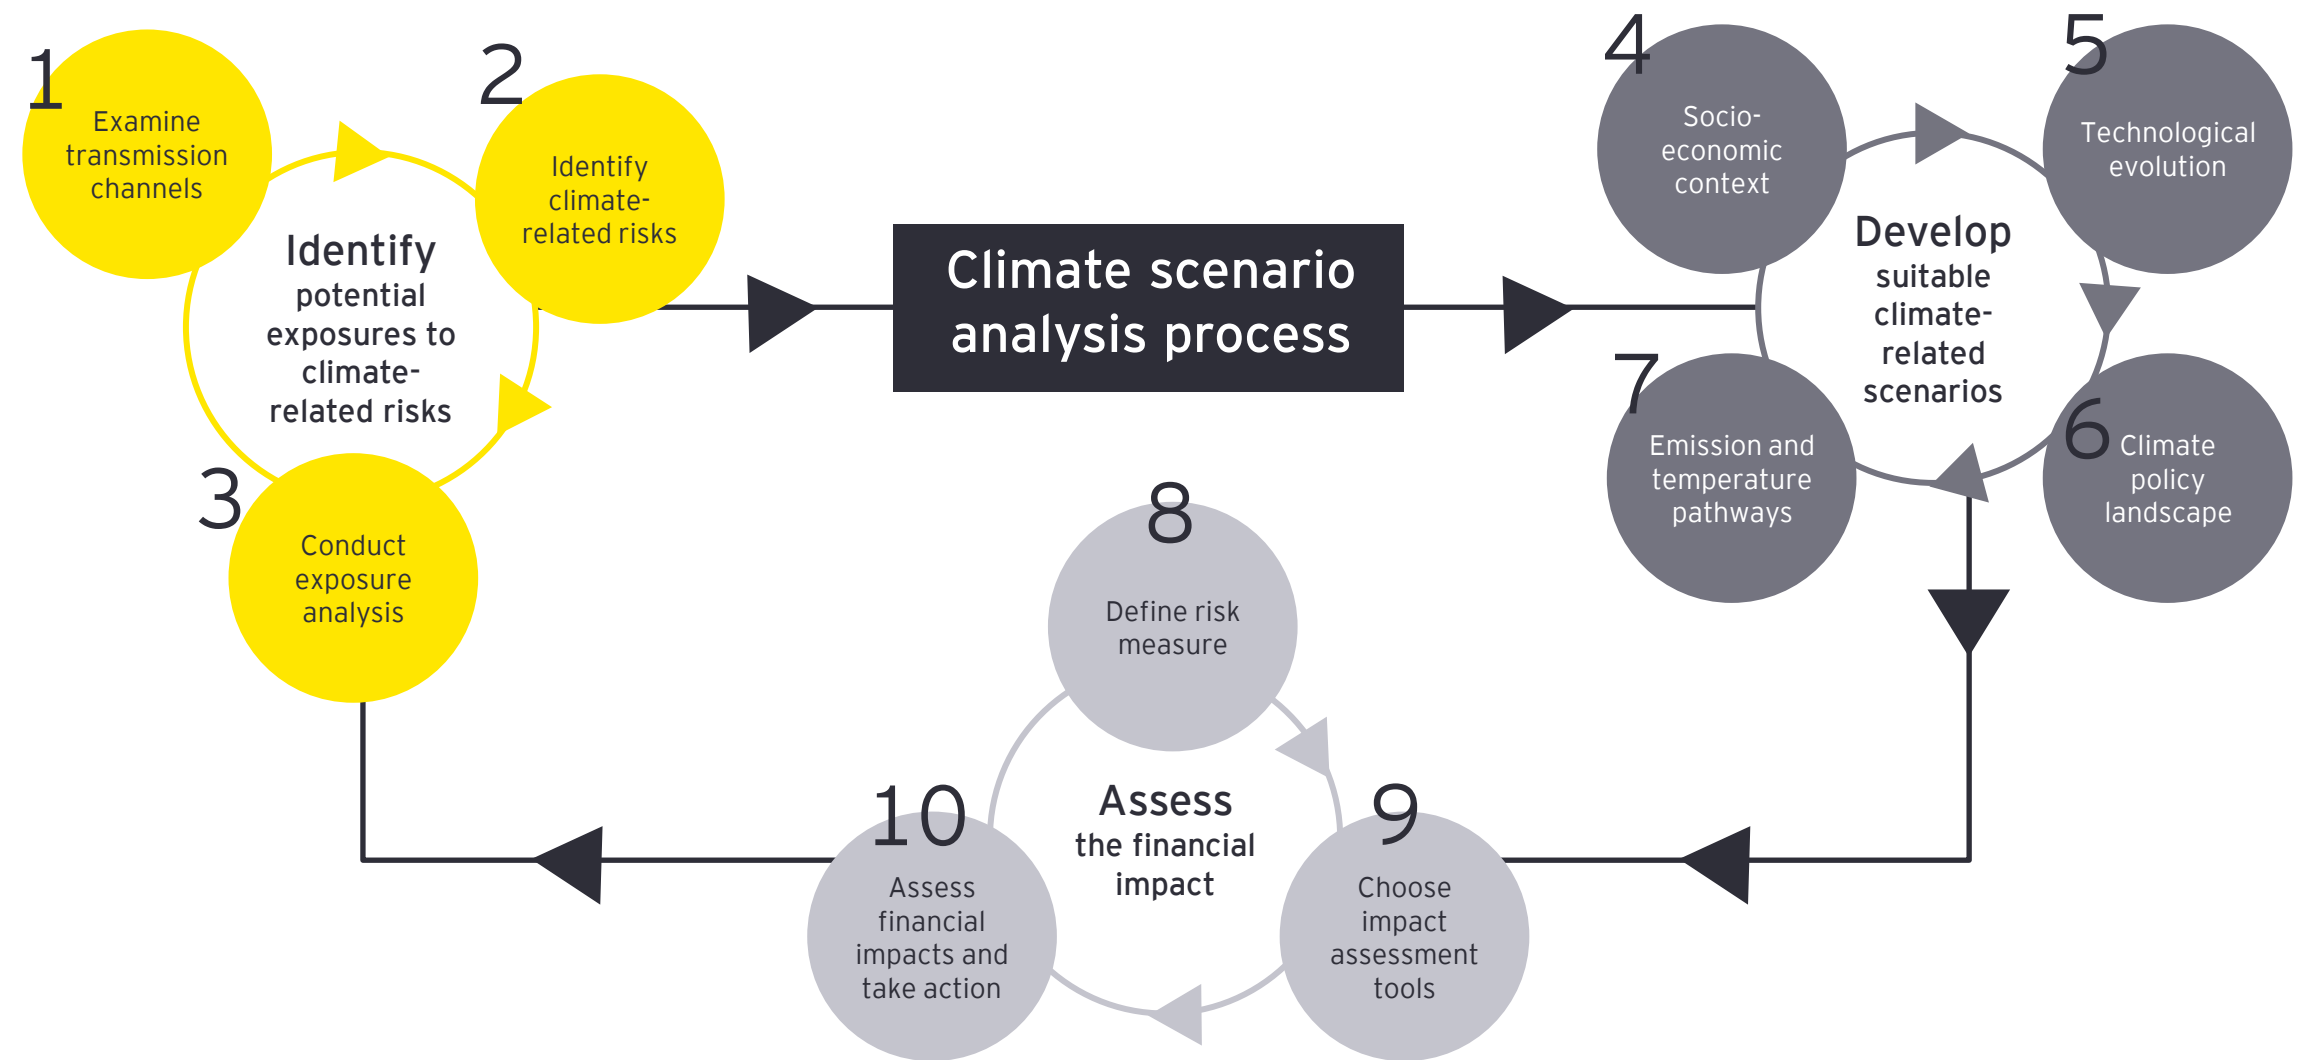 1
Examine
transmission
channels
2
Identify
climate-
related risks
Identify
potential
exposures to
climate-
related risks
3
Conduct
exposure
analysis
Climate scenario
analysis process
4
Socio-
economic
context
5
Technological
evolution
Develop
suitable
climate-
related
scenarios
6
Climate
policy
landscape
7
Emission and
temperature
pathways
8
Define risk
measure
Assess
the financial
impact
9
Choose
impact
assessment
tools
10
Assess
financial
impacts and
take action